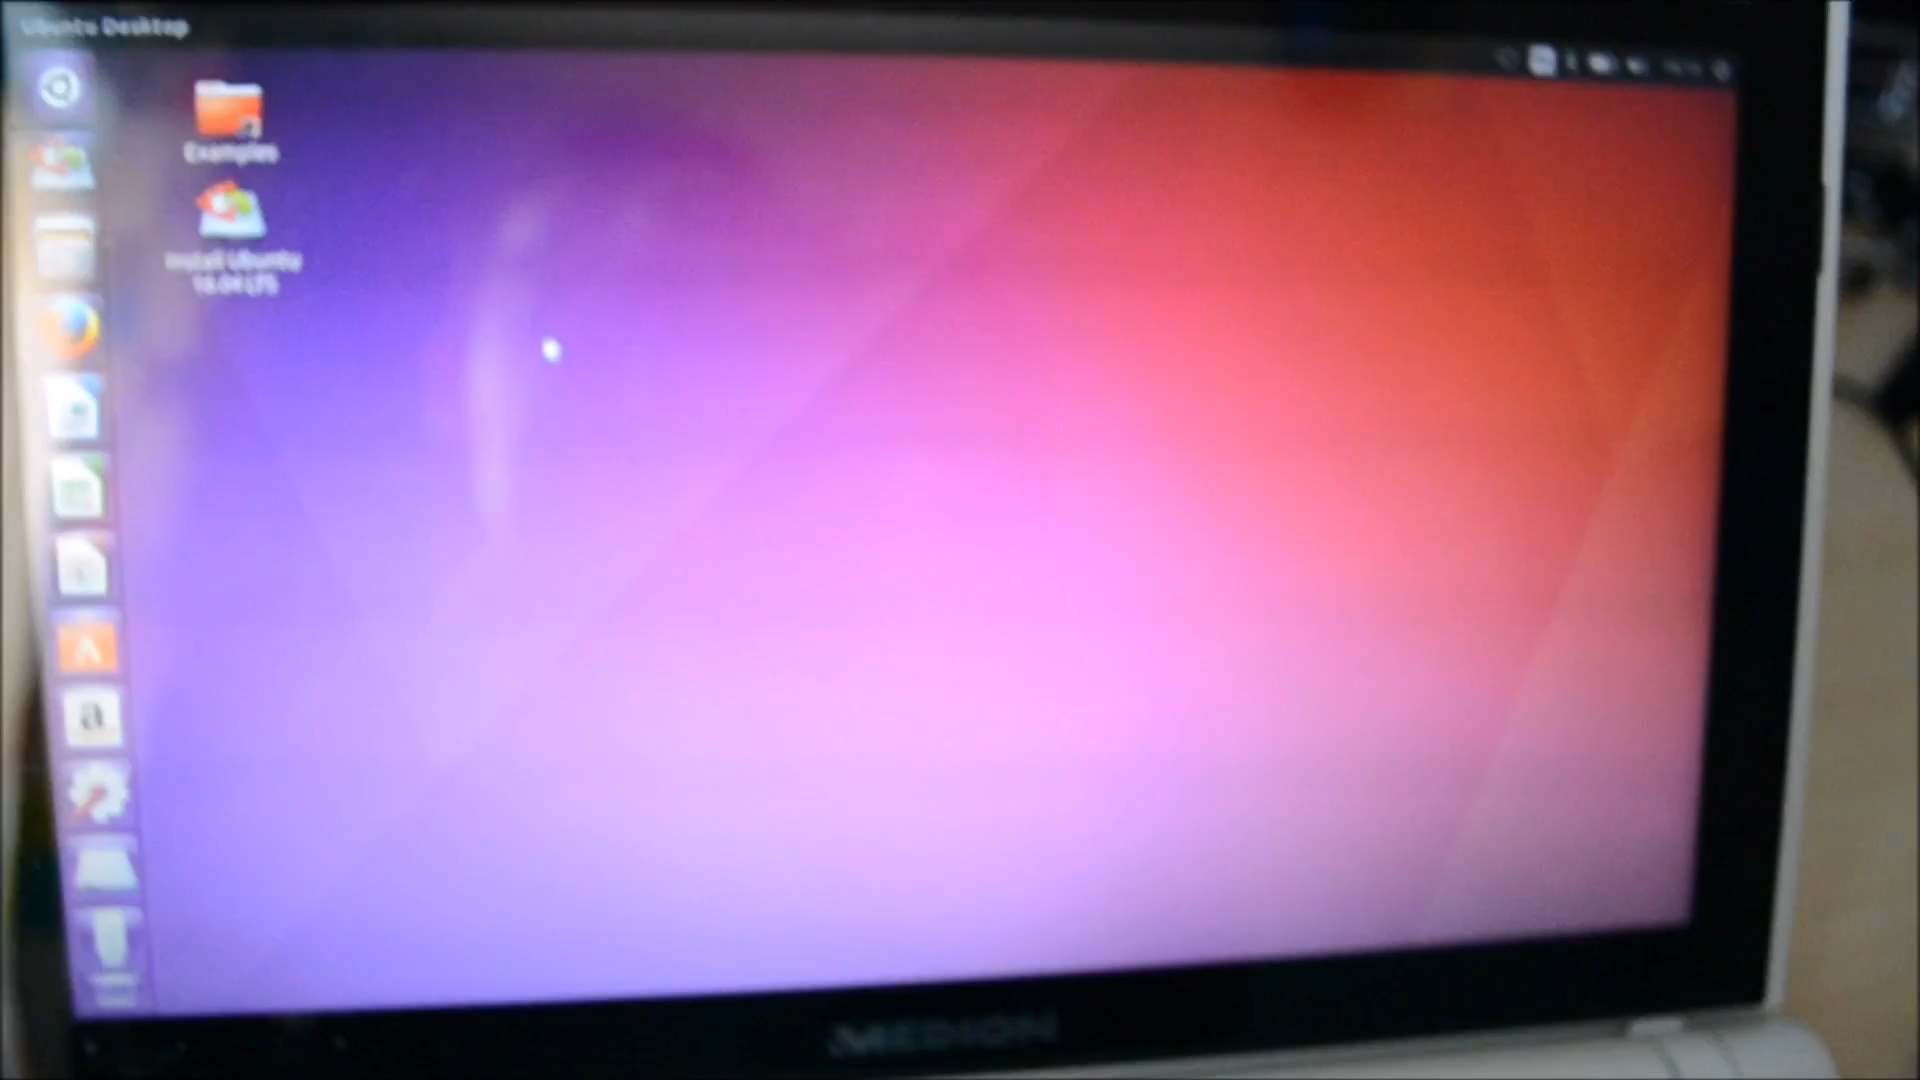 Ubuntu Desktop
Examples
Install Ubuntu
16.04 LTS
A
a
MEDION